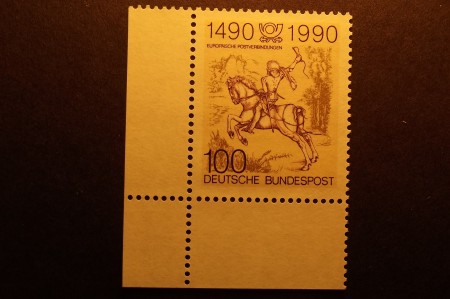 1490 1990
EUROPÄISCHE POSTVERBINDUNGEN
100
DEUTSCHE BUNDESPOST